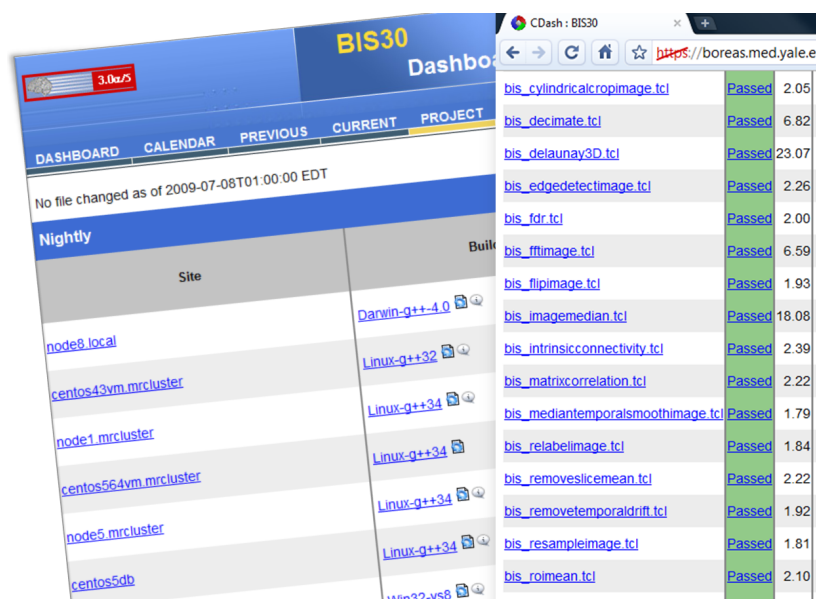 BIS30
Dashbo
3.0α/5
DASHBOARD CALENDAR PREVIOUS CURRENT PROJECT
No file changed as of 2009-07-08T01:00:00 EDT
Nightly
Site Build
node8.local Darwin-g++-4.0
centos43vm.mrcluster Linux-g++32
node1.mrcluster Linux-g++34
centos564vm.mrcluster Linux-g++34
node5.mrcluster Linux-g++34
centos5db Linux-g++34
Win32-vs8
CDash : BIS30
https://boreas.med.yale.e
bis_cylindricalcropimage.tcl Passed 2.05
bis_decimate.tcl Passed 6.82
bis_delaunay3D.tcl Passed 23.07
bis_edgedetectimage.tcl Passed 2.26
bis_fdr.tcl Passed 2.00
bis_fftimage.tcl Passed 6.59
bis_flipimage.tcl Passed 1.93
bis_imagemedian.tcl Passed 18.08
bis_intrinsicconnectivity.tcl Passed 2.39
bis_matrixcorrelation.tcl Passed 2.22
bis_mediantemporalsmoothimage.tcl Passed 1.79
bis_relabelimage.tcl Passed 1.84
bis_removeslicemean.tcl Passed 2.22
bis_removetemporaldrift.tcl Passed 1.92
bis_resampleimage.tcl Passed 1.81
bis_roimean.tcl Passed 2.10